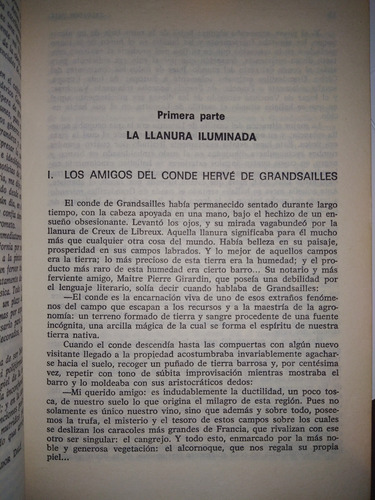 Primera parte
LA LLANURA ILUMINADA
I. LOS AMIGOS DEL CONDE HERVÉ DE GRANDSAILLES
El conde de Grandsailles había permanecido sentado durante largo
tiempo, con la cabeza apoyada en una mano, bajo el hechizo de un en-
sueño obsesionante. Levantó los ojos, y su mirada vagabundeó por la
llanura de Creux de Libreux. Aquella llanura significaba para él mucho
más que cualquier otra cosa del mundo. Había belleza en su paisaje,
prosperidad en sus campos labrados. Y lo mejor de aquellos campos
era la tierra; lo más precioso de esta tierra era la humedad; y el
producto más raro de esta humedad era cierto barro... Su notario y más
ferviente amigo, Maître Pierre Girardin, que poseía una debilidad por
el lenguaje literario, solía decir cuando hablaba de Grandsailles:
—El conde es la encarnación viva de uno de esos extraños fenóme-
nos del campo que escapan a los recursos y a la maestría de la agro-
nomía: un terreno formado de tierra y sangre procedente de una fuente
incógnita, una arcilla mágica de la cual se forma el espíritu de nuestra
tierra nativa.
Cuando el conde descendía hasta las compuertas con algún nuevo
visitante llegado a la propiedad acostumbraba invariablemente agachar-
se hacia el suelo, recoger un puñado de tierra barrosa y, por centésima
vez, repetir con tono de súbita improvisación mientras mostraba el
barro y lo moldeaba con sus aristocráticos dedos:
—Mi querido amigo: es indudablemente la ductilidad, un poco tos-
ca, de nuestro suelo lo que origina el milagro de esta región. Pues no
solamente es único nuestro vino, sino que además y sobre todo, posee-
mos la trufa, el misterio y el tesoro de estos campos sobre los cuales
se deslizan los caracoles más grandes de Francia, que rivalizan con ese
otro ser singular: el cangrejo. Y todo esto, enmarcado por la más no-
ble y generosa vegetación: el alcornoque, que nos regala su propia
piel...